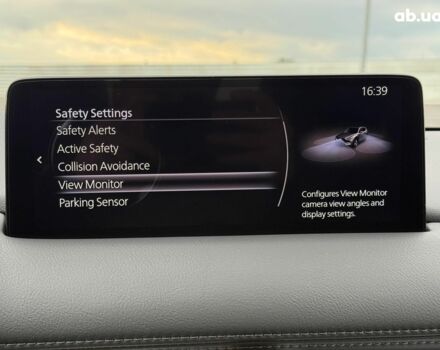 ab.ua
16:39
Safety Settings
Safety Alerts
Active Safety
Collision Avoidance
View Monitor
Parking Sensor
Configures View Monitor
camera view angles and
display settings.